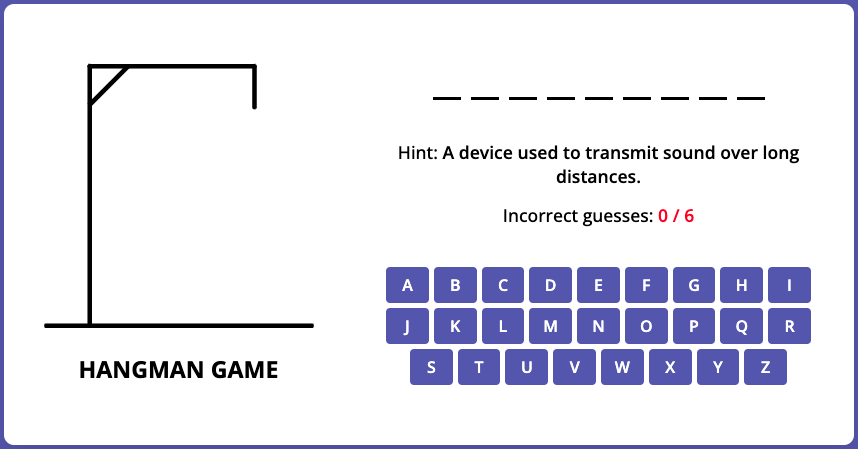 Hint: A device used to transmit sound over long
distances.
Incorrect guesses: 0 / 6
A B C D E F G H I
J K L M N O P Q R
S T U V W X Y Z
HANGMAN GAME